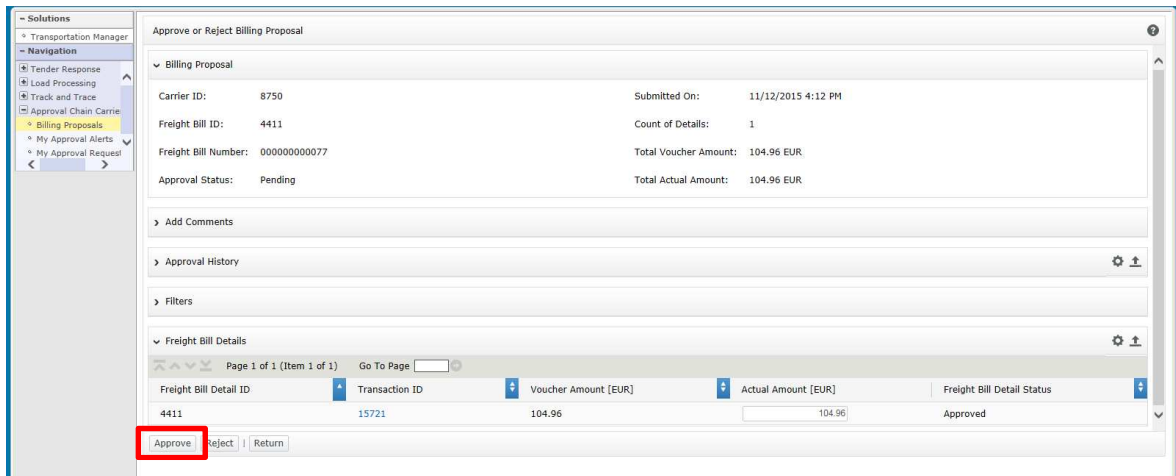 Solutions
Transportation Manager
Navigation
Tender Response
Load Processing
Track and Trace
Approval Chain Carrie
Billing Proposals
My Approval Alerts
My Approval Request
Approve or Reject Billing Proposal
Billing Proposal
Carrier ID: 8750 Submitted On: 11/12/2015 4:12 PM
Freight Bill ID: 4411 Count of Details: 1
Freight Bill Number: 000000000077 Total Voucher Amount: 104.96 EUR
Approval Status: Pending Total Actual Amount: 104.96 EUR
Add Comments
Approval History
Filters
Freight Bill Details
Page 1 of 1 (Item 1 of 1) Go To Page
Freight Bill Detail ID Transaction ID Voucher Amount [EUR] Actual Amount [EUR] Freight Bill Detail Status
4411 15721 104.96 104.96 Approved
Approve Reject | Return